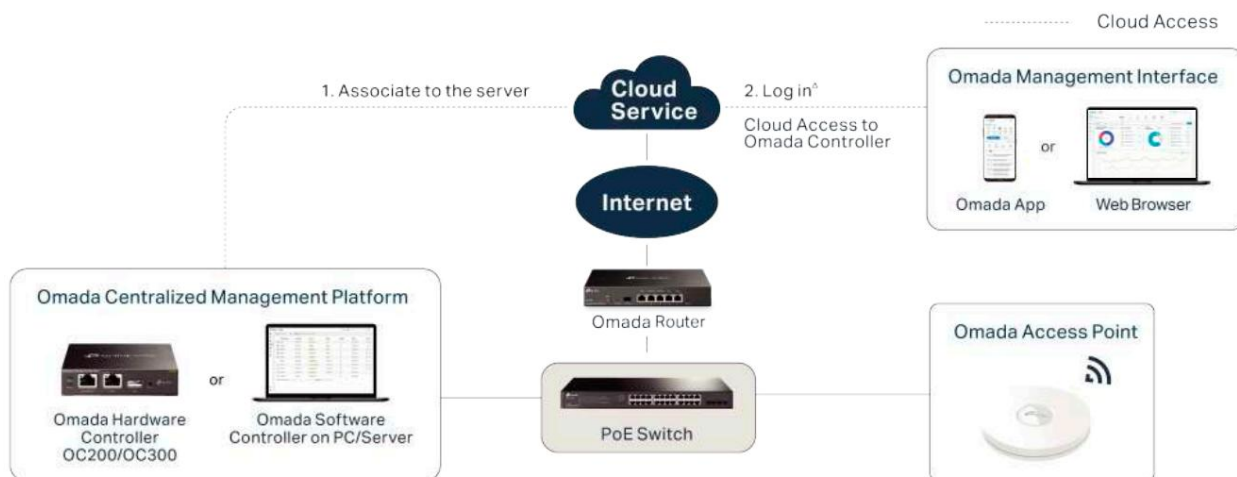 Cloud Access
Omada Management Interface
1. Associate to the server
Cloud
Service
2. Log in^
Cloud Access to
Omada Controller
or
Omada App
Web Browser
Internet
Omada Router
Omada Centralized Management Platform
or
Omada Hardware
Controller
OC200/OC300
Omada Software
Controller on PC/Server
PoE Switch
Omada Access Point